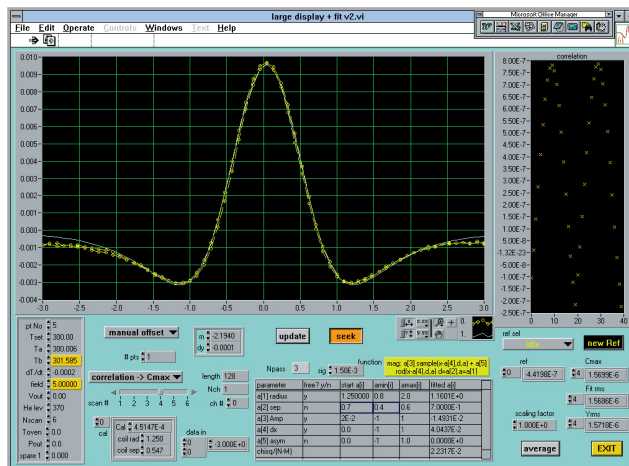 large display + fit v2.vi
Microsoft Office Manager
File Edit Operate Controls Windows Text Help
correlation
0.010
0.009
0.008
0.007
0.006
0.005
0.004
0.003
0.002
0.001
0.000
-0.001
-0.002
-0.003
-0.004
-3.0 -2.5 -2.0 -1.5 -1.0 -0.5 0.0 0.5 1.0 1.5 2.0 2.5 3.0
8.00E-7
7.50E-7
7.00E-7
6.50E-7
6.00E-7
5.50E-7
5.00E-7
4.50E-7
4.00E-7
3.50E-7
3.00E-7
2.50E-7
2.00E-7
1.50E-7
1.00E-7
5.00E-8
-1.32E-23
-5.00E-8
-1.00E-7
-1.50E-7
-2.00E-7
-2.50E-7
0 10 20 30 40
pt No 5
Tset 300.00
Ta 300.005
Tb 301.585
dT/dt -0.0002
field 5.00000
Vout 0.00
He lev 370
Nscan 6
Toven 0.0
Pout 0.0
spare 1 0.000
manual offset
# pts 1
correlation -> Cmax
scan # 1 2 3 4 5 6
0
cal
Cal 4.5147E-4
coil rad 1.250
coil sep 0.547
data in
0
0
-3.000E+0
m -2.1940
dy -0.0001
length 128
Nch 1
ch # 0
update
seek
Npass 3
sig 1.50E-3
function
mag: a[3] sample(x-a[4],d,a) + a[5]
rod(x-a[4],a) d=a[2],a=a[1]
parameter free? y/n start a[i] amin[i] amax[i] fitted a[i]
a[1] radius y 1.250000 0.8 2.0 1.1601E+0
a[2] sep n 0.7 0.4 0.6 7.0000E-1
a[3] Amp y 2E-2 -1 1 -1.4931E-2
a[4] dx y 0.0 -1 1 4.0437E-2
a[5] asym n 0.0 -1 1.0 0.0000E+0
chisq/(N-M) 2.2317E-2
0.
1.
ref sel
idle
new Ref
ref
0 -4.4198E-7
Cmax
4 1.5699E-6
Fit rms
4 1.5686E-6
scaling factor
1.000E+0
Yrms
4 1.5718E-6
average
EXIT